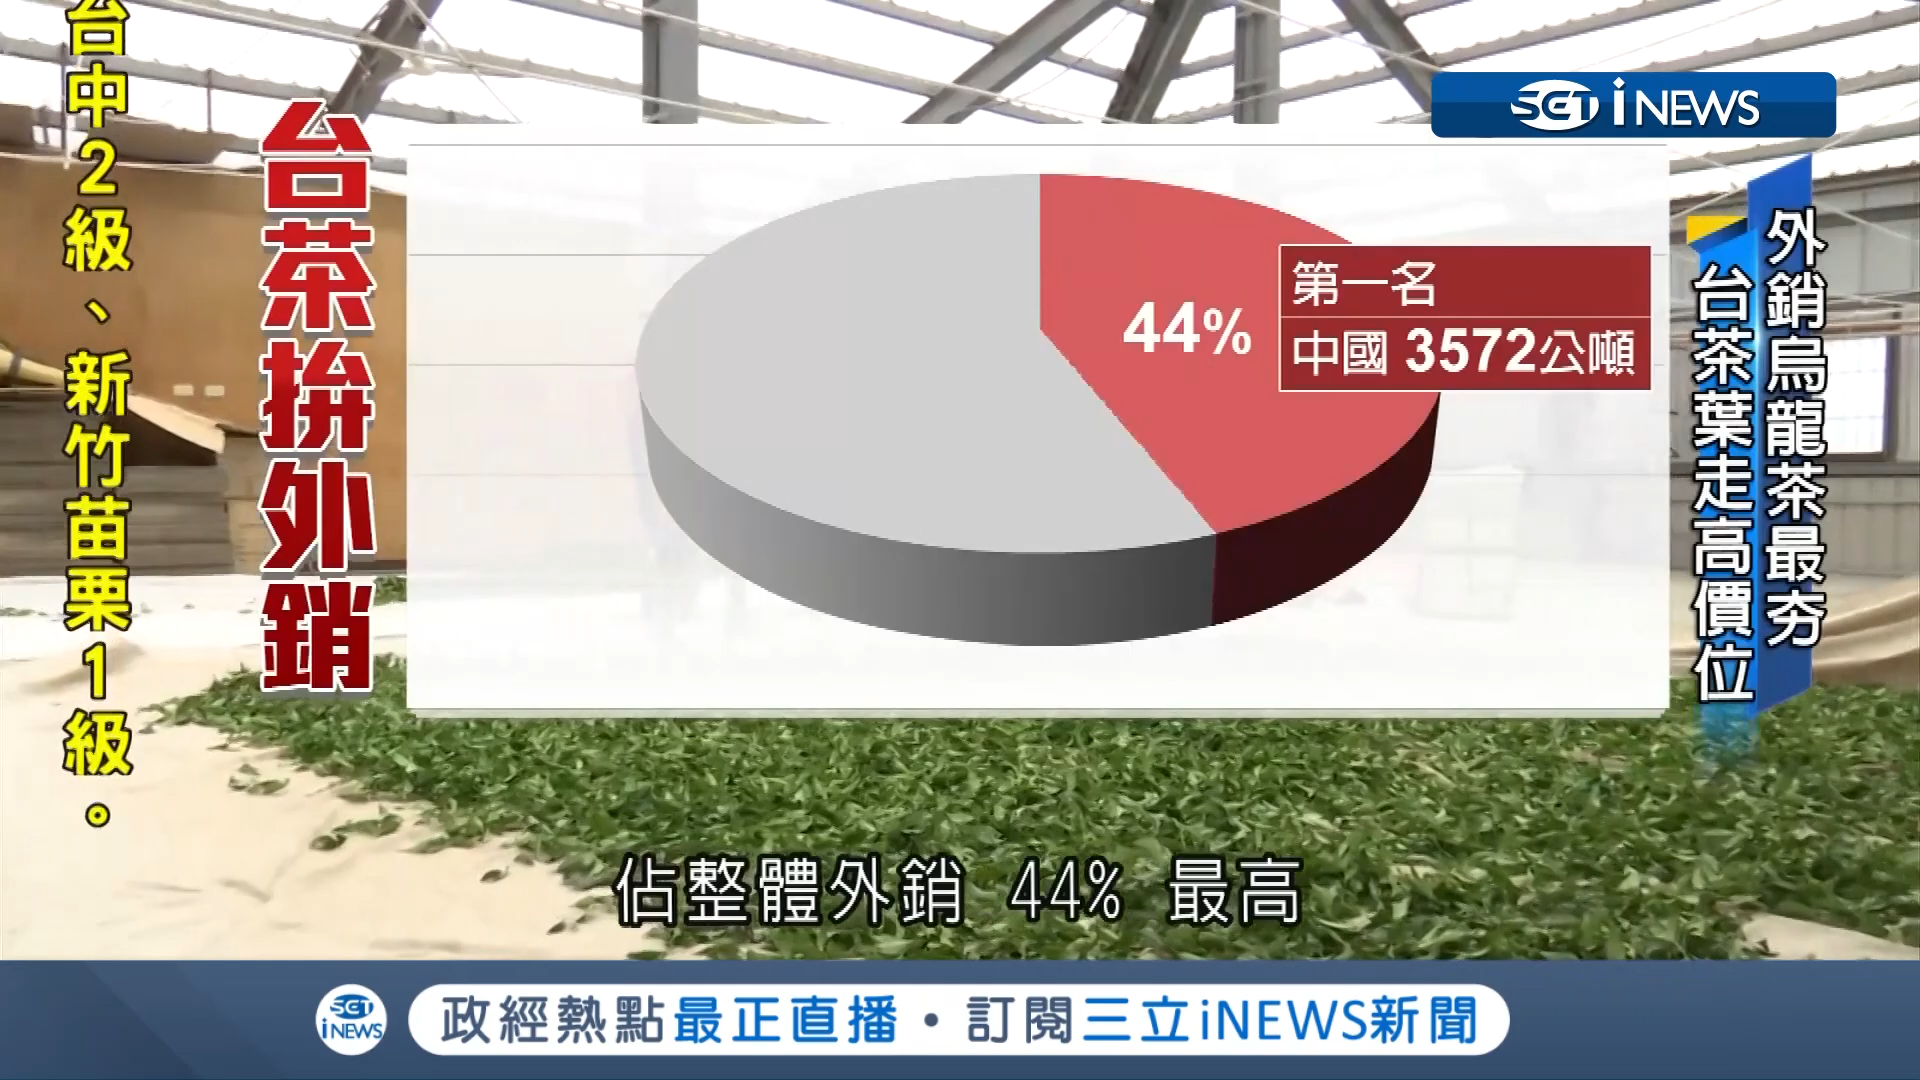 台中2級、新竹苗栗1級。
台茶拚外銷
SET iNEWS
44%
第一名
中國 3572公噸
外銷烏龍茶最夯
台茶葉走高價位
佔整體外銷 44% 最高
SET iNEWS
政經熱點最正直播・訂閱三立iNEWS新聞